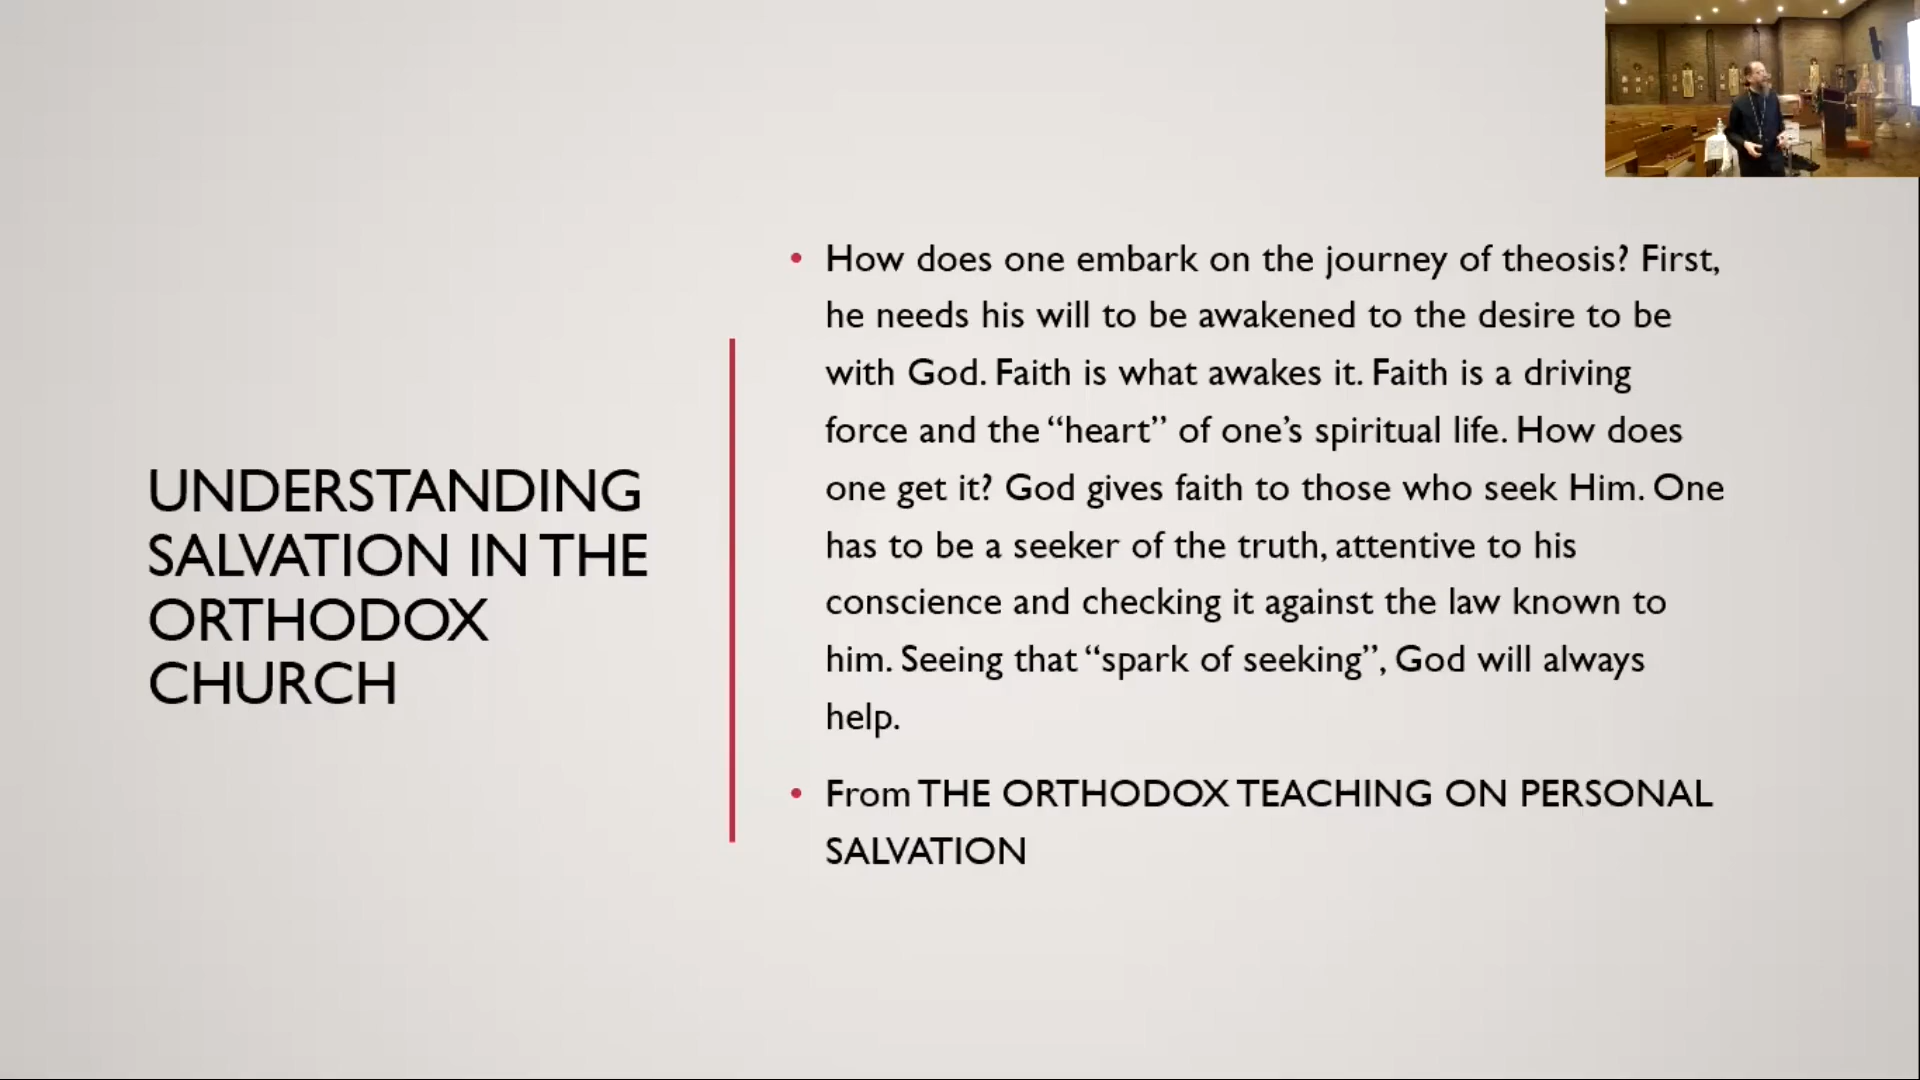 UNDERSTANDING
SALVATION IN THE
ORTHODOX
CHURCH
• How does one embark on the journey of theosis? First,
he needs his will to be awakened to the desire to be
with God. Faith is what awakes it. Faith is a driving
force and the “heart” of one’s spiritual life. How does
one get it? God gives faith to those who seek Him. One
has to be a seeker of the truth, attentive to his
conscience and checking it against the law known to
him. Seeing that “spark of seeking”, God will always
help.
• From THE ORTHODOX TEACHING ON PERSONAL
SALVATION